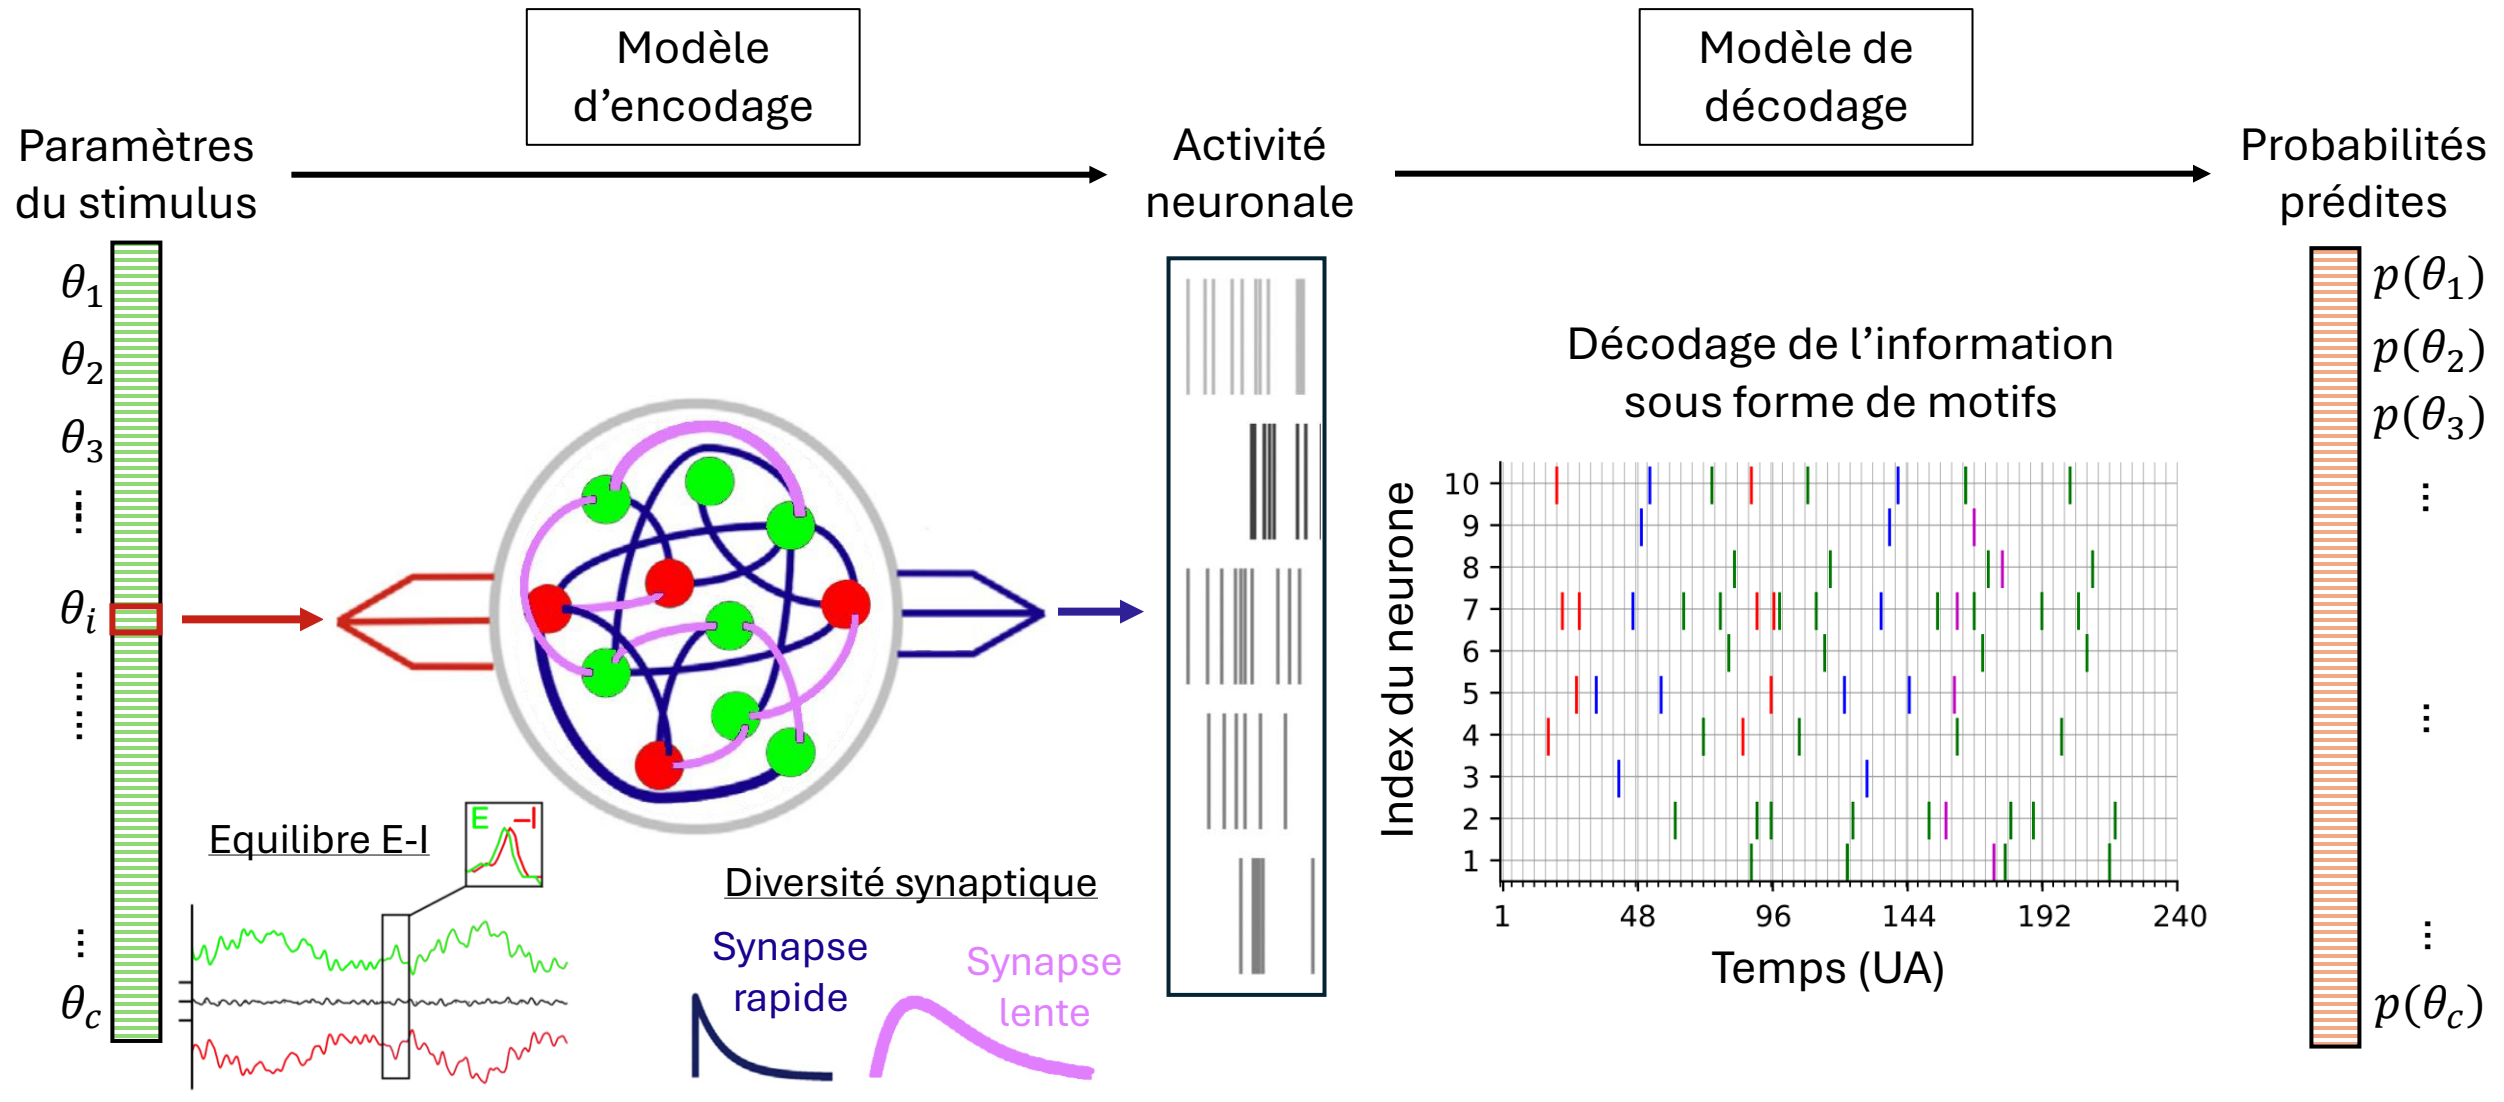 Modèle
d'encodage
Modèle de
décodage
Paramètres
du stimulus
Activité
neuronale
Probabilités
prédites
θ1
θ2
θ3
θi
θc
p(θ1)
p(θ2)
p(θ3)
p(θc)
Décodage de l'information
sous forme de motifs
Index du neurone
10
9
8
7
6
5
4
3
2
1
1 48 96 144 192 240
Temps (UA)
Equilibre E-I
E –I
Diversité synaptique
Synapse
rapide
Synapse
lente